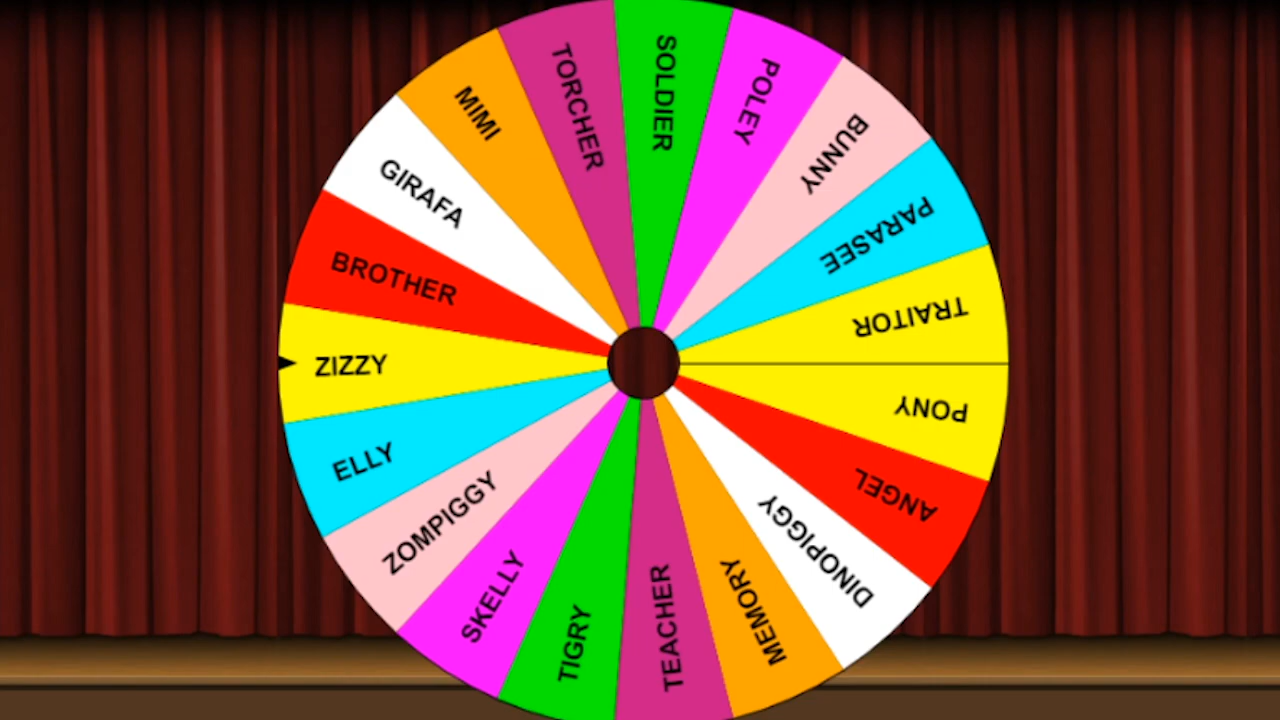 SOLDIER
POLEY
BUNNY
PARASEE
TRAITOR
PONY
ANGEL
DINOPIGGY
MEMORY
TEACHER
TIGRY
SKELLY
ZOMPIGGY
ELLY
ZIZZY
BROTHER
GIRAFA
MIMI
TORCHER